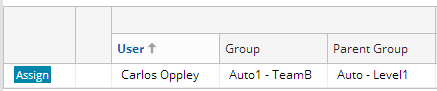 User ↑ Group Parent Group
Assign Carlos Oppley Auto1 - TeamB Auto - Level1